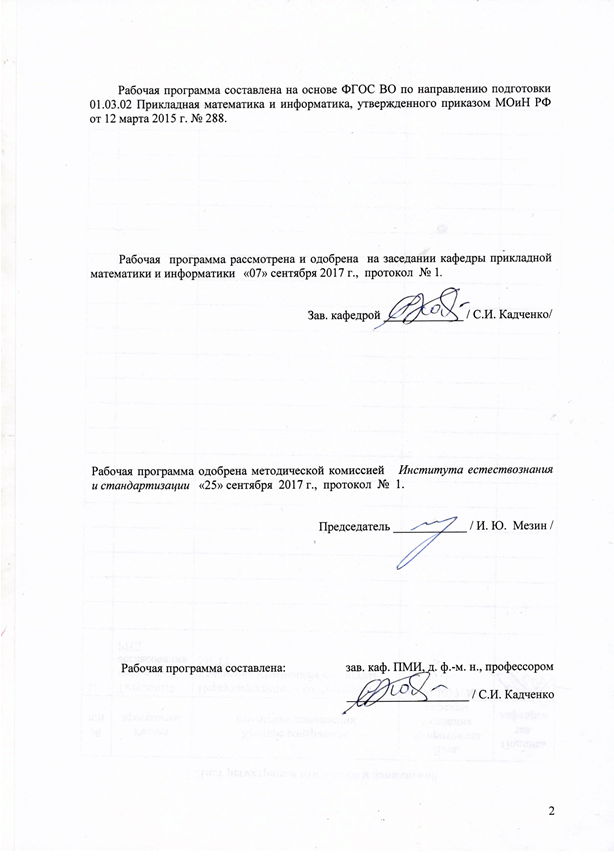 Рабочая программа составлена на основе ФГОС ВО по направлению подготовки
01.03.02 Прикладная математика и информатика, утвержденного приказом МОиН РФ
от 12 марта 2015 г. № 288.
Рабочая программа рассмотрена и одобрена на заседании кафедры прикладной
математики и информатики «07» сентября 2017 г., протокол № 1.
Зав. кафедрой ____________ / С.И. Кадченко/
Рабочая программа одобрена методической комиссией Института естествознания
и стандартизации «25» сентября 2017 г., протокол № 1.
Председатель ____________ / И. Ю. Мезин /
Рабочая программа составлена: зав. каф. ПМИ, д. ф.-м. н., профессором
____________________ / С.И. Кадченко
2